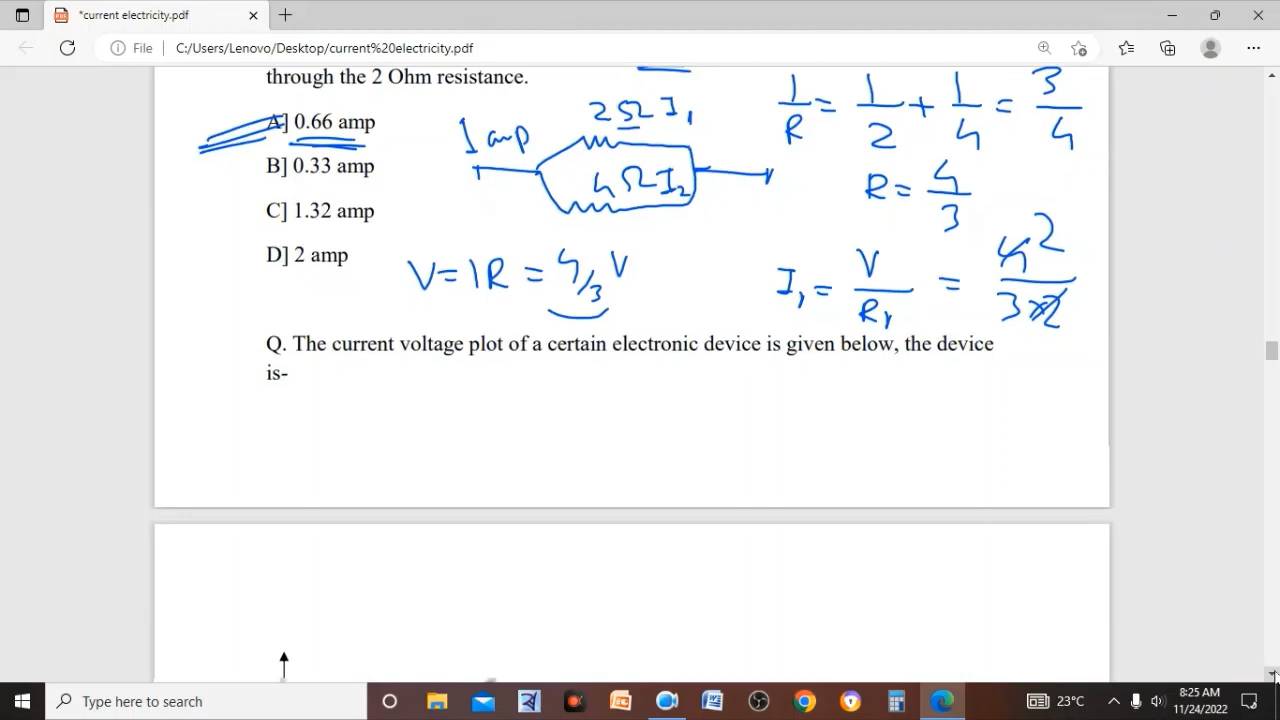 *current electricity.pdf
File C:/Users/Lenovo/Desktop/current%20electricity.pdf
through the 2 Ohm resistance.
A] 0.66 amp
B] 0.33 amp
C] 1.32 amp
D] 2 amp
1 amp
2Ω I₁
4Ω I₂
1/R = 1/2 + 1/4 = 3/4
R = 4/3
V = 1R = 4/3 V
I₁ = V/R₁ = 4 2/3×2
Q. The current voltage plot of a certain electronic device is given below, the device
is-
Type here to search
23°C
8:25 AM
11/24/2022